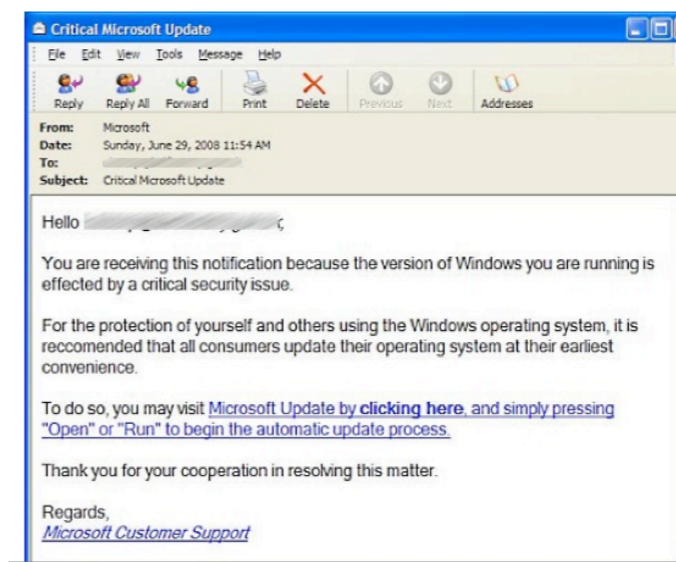 Critical Microsoft Update
File Edit View Tools Message Help
Reply Reply All Forward Print Delete Previous Next Addresses
From: Microsoft
Date: Sunday, June 29, 2008 11:54 AM
To:
Subject: Critical Microsoft Update
Hello
You are receiving this notification because the version of Windows you are running is
effected by a critical security issue.
For the protection of yourself and others using the Windows operating system, it is
reccomended that all consumers update their operating system at their earliest
convenience.
To do so, you may visit Microsoft Update by clicking here, and simply pressing
"Open" or "Run" to begin the automatic update process.
Thank you for your cooperation in resolving this matter.
Regards,
Microsoft Customer Support